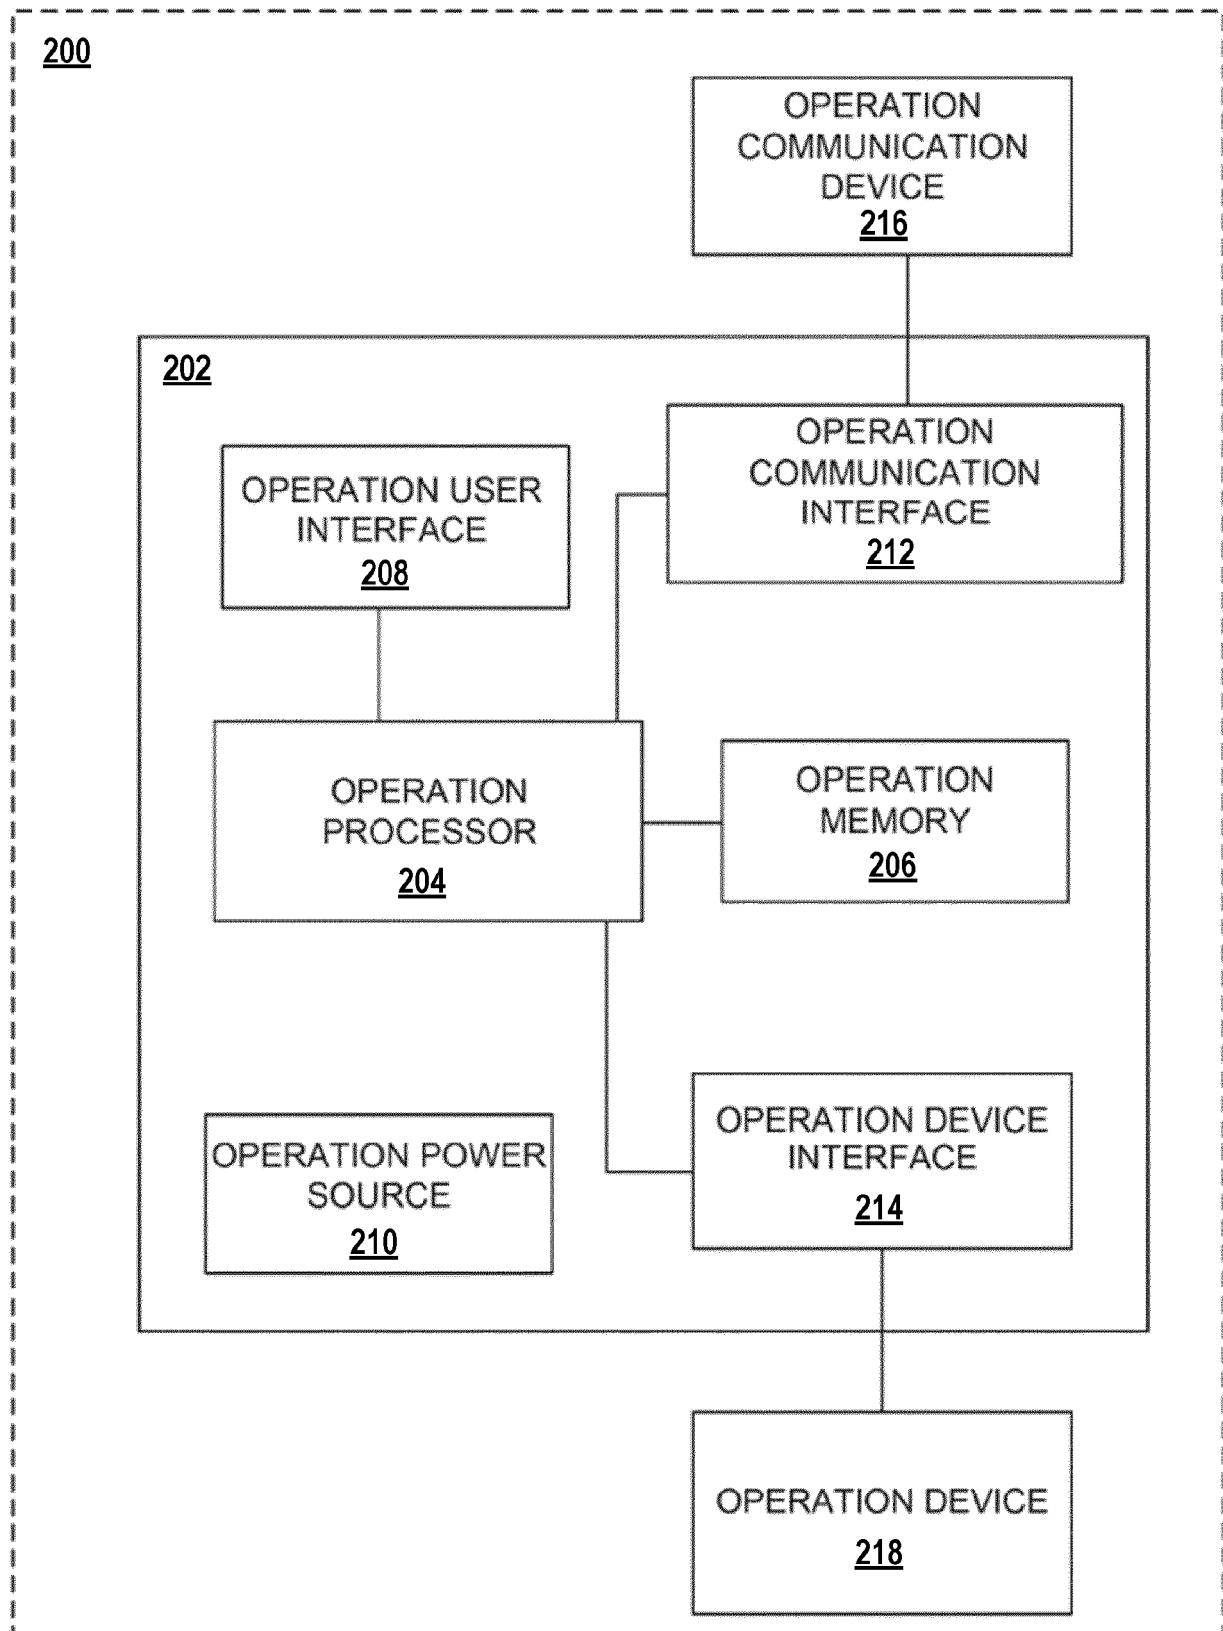 200
OPERATION
COMMUNICATION
DEVICE
216
202
OPERATION
COMMUNICATION
INTERFACE
212
OPERATION USER
INTERFACE
208
OPERATION
PROCESSOR
204
OPERATION
MEMORY
206
OPERATION DEVICE
INTERFACE
214
OPERATION POWER
SOURCE
210
OPERATION DEVICE
218